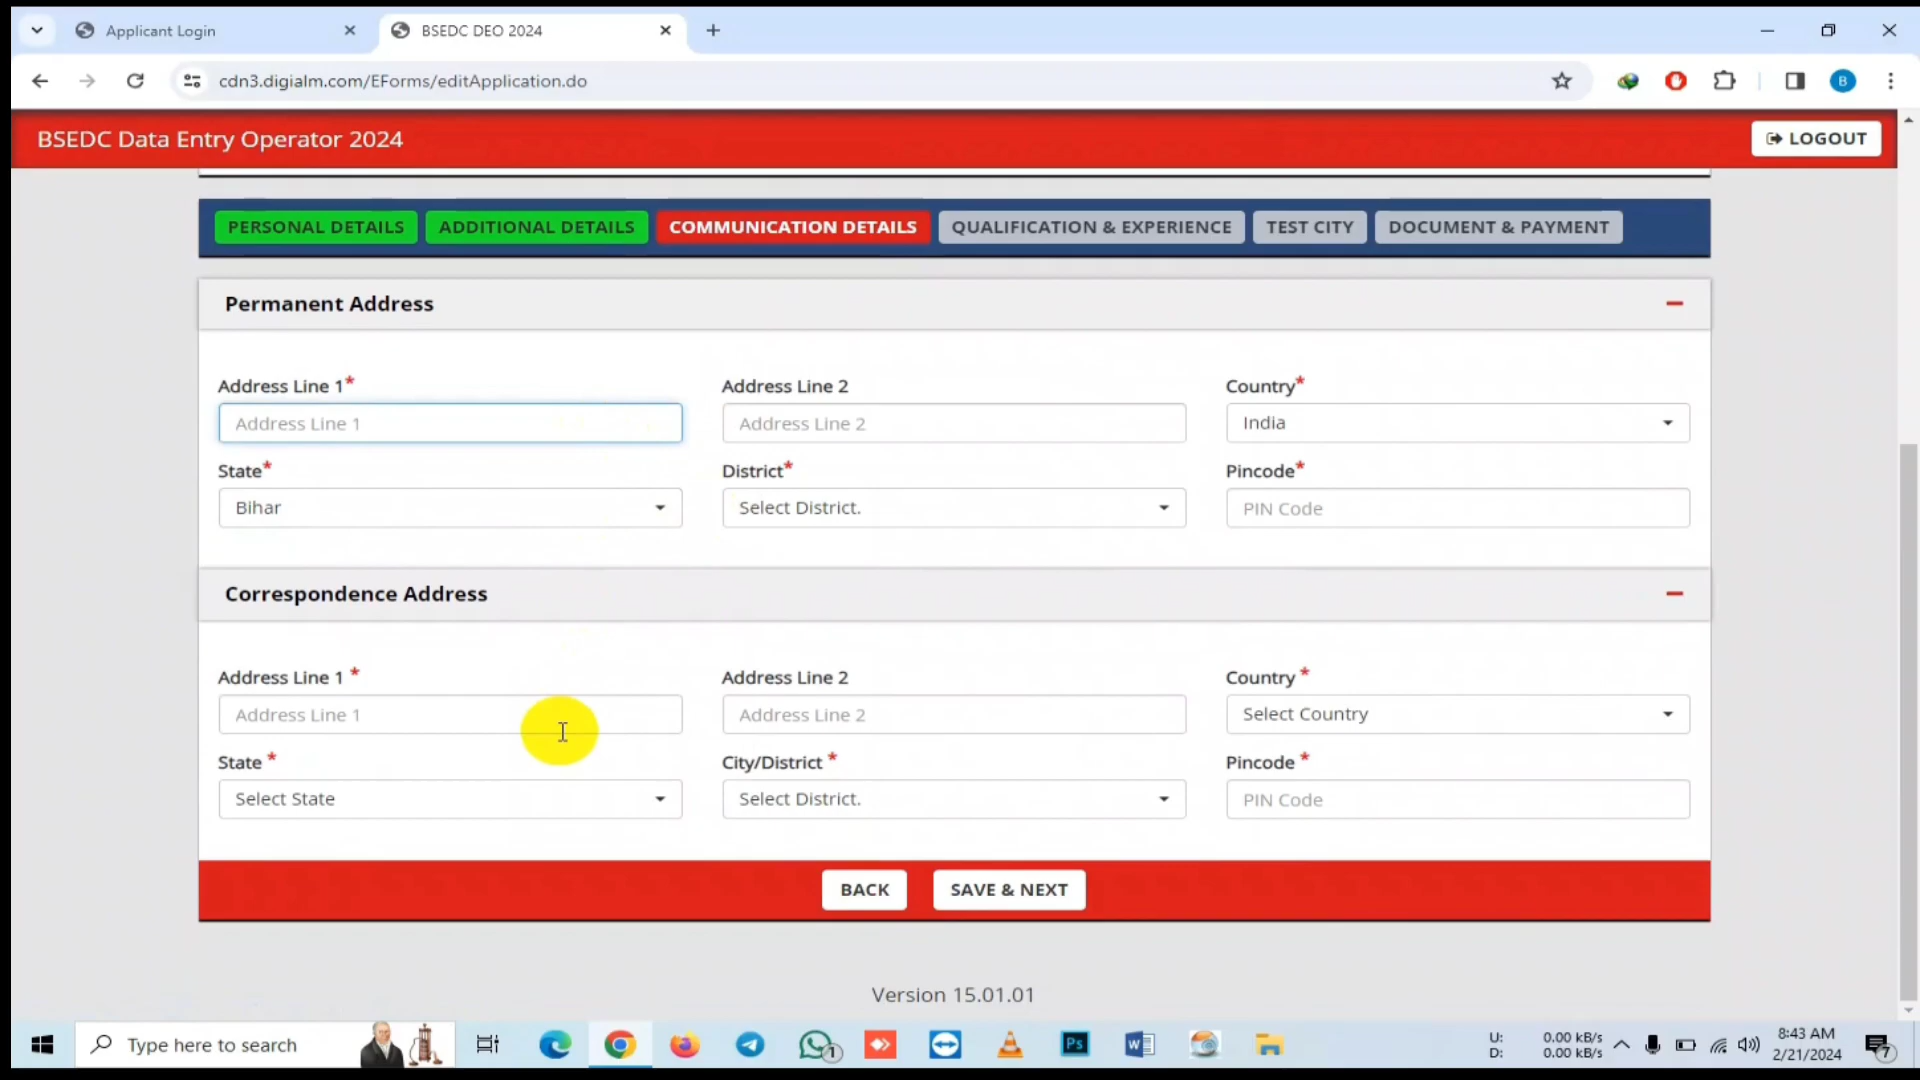 Applicant Login
BSEDC DEO 2024
cdn3.digialm.com/EForms/editApplication.do
B
BSEDC Data Entry Operator 2024
LOGOUT
PERSONAL DETAILS ADDITIONAL DETAILS COMMUNICATION DETAILS QUALIFICATION & EXPERIENCE TEST CITY DOCUMENT & PAYMENT
Permanent Address
Address Line 1* Address Line 2 Country*
Address Line 1 Address Line 2 India
State* District* Pincode*
Bihar Select District. PIN Code
Correspondence Address
Address Line 1 * Address Line 2 Country *
Address Line 1 Address Line 2 Select Country
State * City/District * Pincode *
Select State Select District. PIN Code
BACK SAVE & NEXT
Version 15.01.01
Type here to search
1
Ps
W
U: 0.00 kB/s
D: 0.00 kB/s
8:43 AM
2/21/2024
7